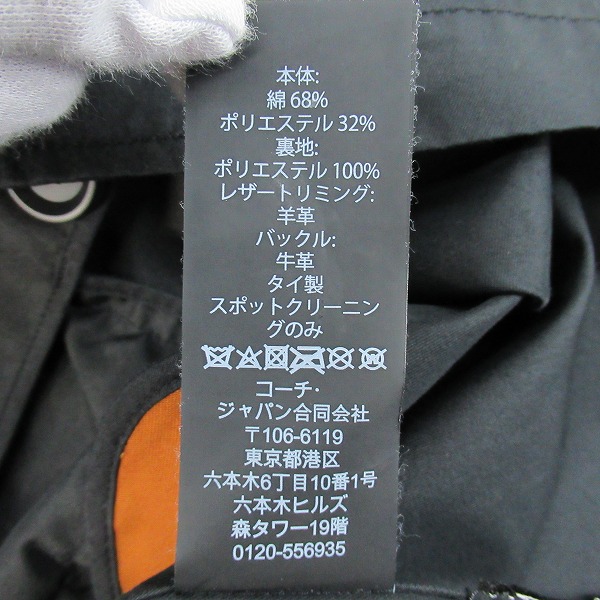 本体:
綿 68%
ポリエステル 32%
裏地:
ポリエステル 100%
レザートリミング:
羊革
バックル:
牛革
タイ製
スポットクリーニン
グのみ
コーチ・
ジャパン合同会社
〒106-6119
東京都港区
六本木6丁目10番1号
六本木ヒルズ
森タワー19階
0120-556935